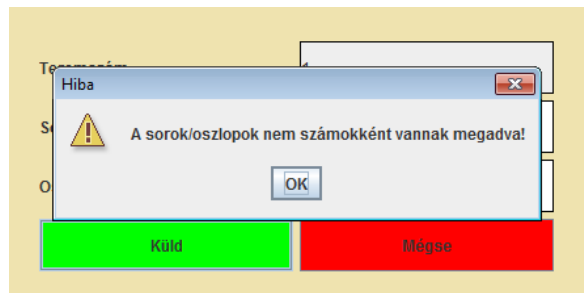 Hiba
A sorok/oszlopok nem számokként vannak megadva!
OK
Küld
Mégse